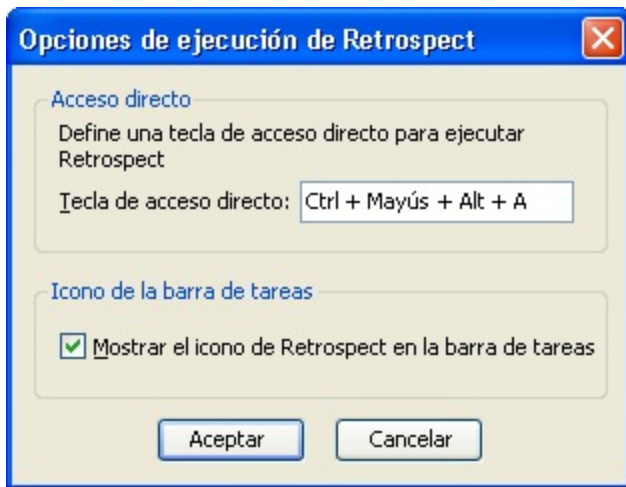 Opciones de ejecución de Retrospect
Acceso directo
Define una tecla de acceso directo para ejecutar
Retrospect
Tecla de acceso directo: Ctrl + Mayús + Alt + A
Icono de la barra de tareas
Mostrar el icono de Retrospect en la barra de tareas
Aceptar Cancelar